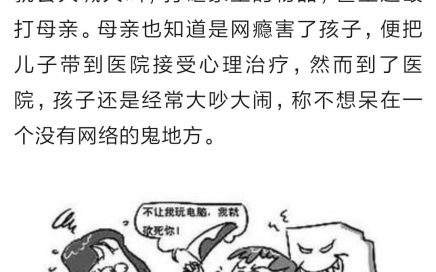 打母亲。母亲也知道是网瘾害了孩子,便把
儿子带到医院接受心理治疗,然而到了医
院,孩子还是经常大吵大闹,称不想呆在一
个没有网络的鬼地方。
不让我玩电脑,我就
砍死你!